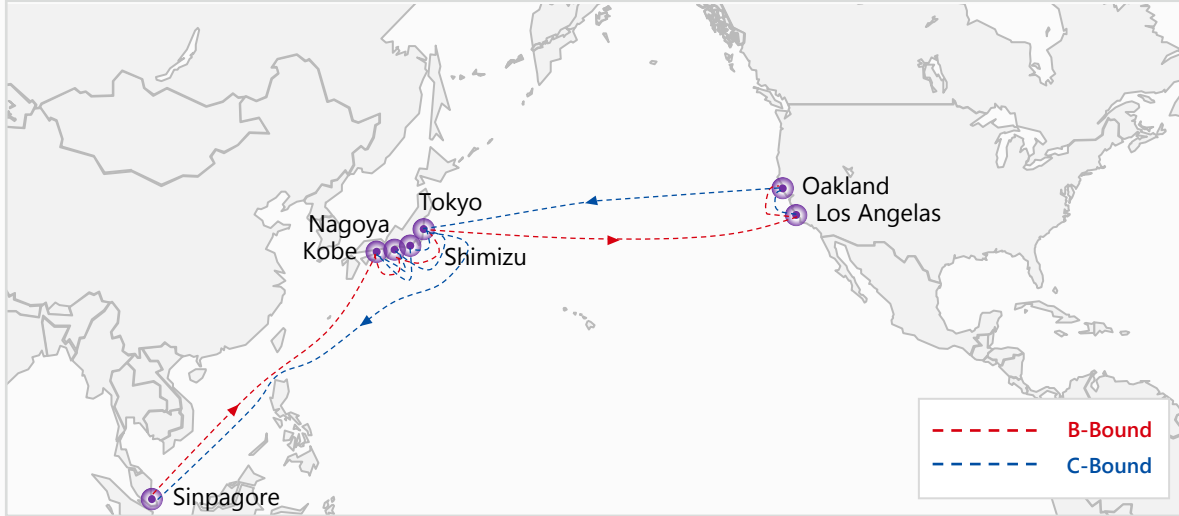 Oakland
Tokyo
Los Angelas
Nagoya
Kobe
Shimizu
B-Bound
C-Bound
Sinpagore